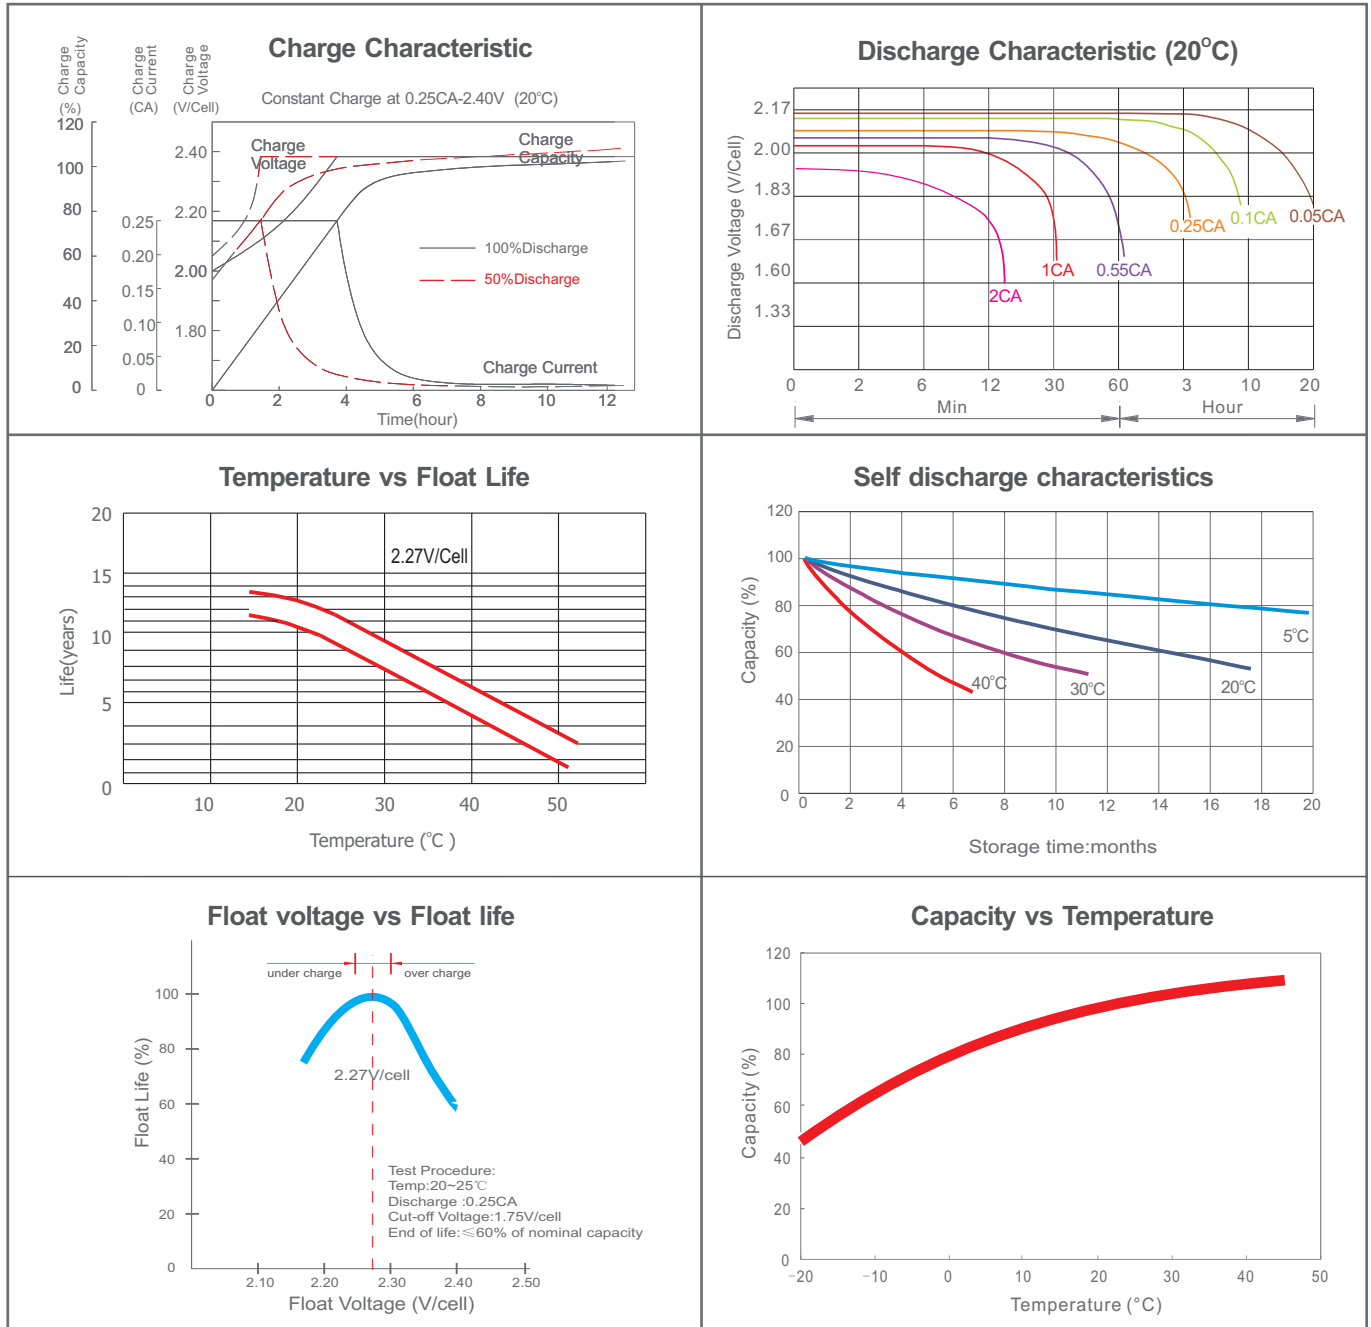 Charge Characteristic
Charge Capacity
(%)
Charge Current
(CA)
Charge Voltage
(V/Cell)
Constant Charge at 0.25CA-2.40V (20°C)
120
100
80
60
40
20
0
0.25
0.20
0.15
0.10
0.05
0
2.40
2.20
2.00
1.80
Charge
Voltage
Charge
Capacity
100%Discharge
50%Discharge
Charge Current
0 2 4 6 8 10 12
Time(hour)
Discharge Characteristic (20°C)
Discharge Voltage (V/Cell)
2.17
2.00
1.83
1.67
1.60
1.33
2CA
1CA
0.55CA
0.25CA
0.1CA
0.05CA
0 2 6 12 30 60 3 10 20
Min Hour
Temperature vs Float Life
Life(years)
20
15
10
5
0
2.27V/Cell
10 20 30 40 50
Temperature (°C )
Self discharge characteristics
Capacity (%)
120
100
80
60
40
20
0
5°C
20°C
30°C
40°C
0 2 4 6 8 10 12 14 16 18 20
Storage time:months
Float voltage vs Float life
under charge over charge
Float Life (%)
100
80
60
40
20
0
2.27V/cell
Test Procedure:
Temp:20~25℃
Discharge :0.25CA
Cut-off Voltage:1.75V/cell
End of life:≤60% of nominal capacity
2.10 2.20 2.30 2.40 2.50
Float Voltage (V/cell)
Capacity vs Temperature
Capacity (%)
120
100
80
60
40
20
0
−20 −10 0 10 20 30 40 50
Temperature (°C)